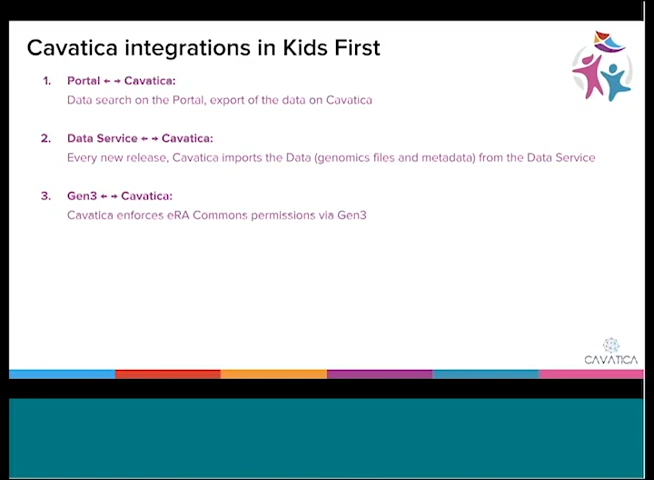 Cavatica integrations in Kids First
1. Portal ←→ Cavatica:
Data search on the Portal, export of the data on Cavatica
2. Data Service ←→ Cavatica:
Every new release, Cavatica imports the Data (genomics files and metadata) from the Data Service
3. Gen3 ←→ Cavatica:
Cavatica enforces eRA Commons permissions via Gen3
CAVATICA